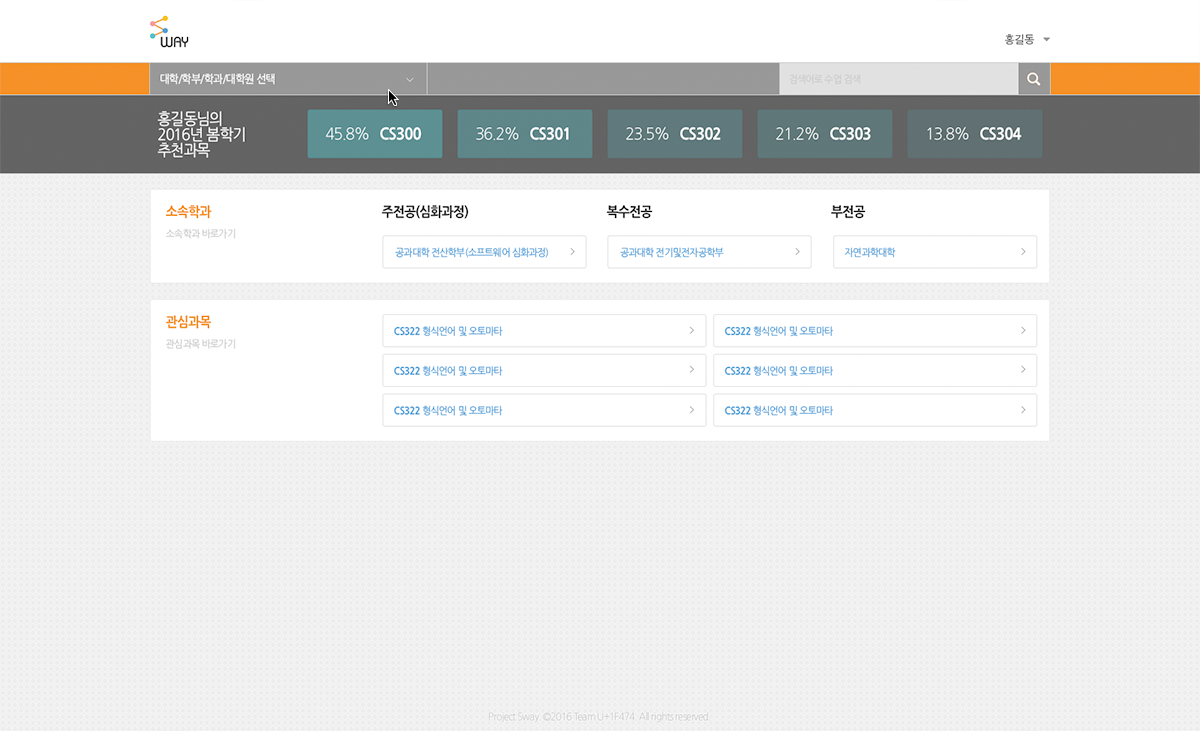 WAY
홍길동
대학/학부/학과/대학원 선택
검색어로 수업 검색
홍길동님의
2016년 봄학기
추천과목
45.8% CS300
36.2% CS301
23.5% CS302
21.2% CS303
13.8% CS304
소속학과
소속학과 바로가기
주전공(심화과정)
공과대학 전산학부(소프트웨어 심화과정)
복수전공
공과대학 전기및전자공학부
부전공
자연과학대학
관심과목
관심과목 바로가기
CS322 형식언어 및 오토마타
CS322 형식언어 및 오토마타
CS322 형식언어 및 오토마타
CS322 형식언어 및 오토마타
CS322 형식언어 및 오토마타
CS322 형식언어 및 오토마타
Project Sway. ©2016 Team U+1F474. All rights reserved.